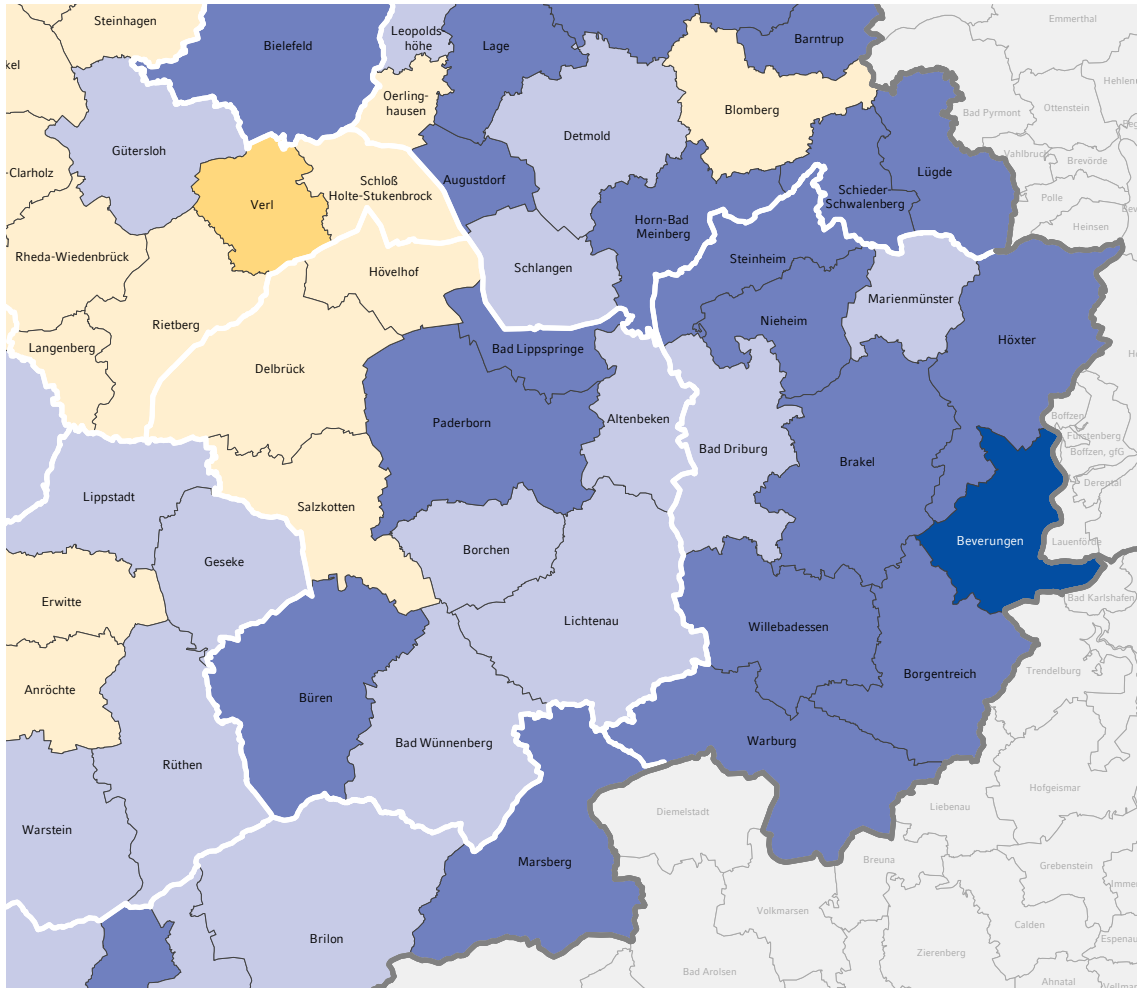 Steinhagen
Emmerthal
Leopolds-
höhe
Bielefeld
Lage
Barntrup
kel
Hehlen
Oerling-
hausen
Blomberg
Ottenstein
Bad Pyrmont
Detmold
Gütersloh
Vahlbruch
Brevörde
-Clarholz
Augustdorf
Schloß
Holte-Stukenbrock
Lügde
Schieder
Schwalenberg
Polle
Verl
Horn-Bad
Meinberg
Heinsen
Rheda-Wiedenbrück
Steinheim
Hövelhof
Schlangen
Marienmünster
Rietberg
Nieheim
Höxter
Langenberg
Bad Lippspringe
Delbrück
Boffzen
Altenbeken
Paderborn
Fürstenberg
Bad Driburg
Boffzen, gfG
Brakel
Derental
Lippstadt
Salzkotten
Beverungen
Lauenförde
Borchen
Geseke
Erwitte
Bad Karlshafen
Lichtenau
Willebadessen
Trendelburg
Borgentreich
Anröchte
Büren
Bad Wünnenberg
Warburg
Rüthen
Hofgeismar
Liebenau
Diemelstadt
Warstein
Marsberg
Breuna
Grebenstein
Volkmarsen
Calden
Brilon
Espenau
Zierenberg
Bad Arolsen
Ahnatal